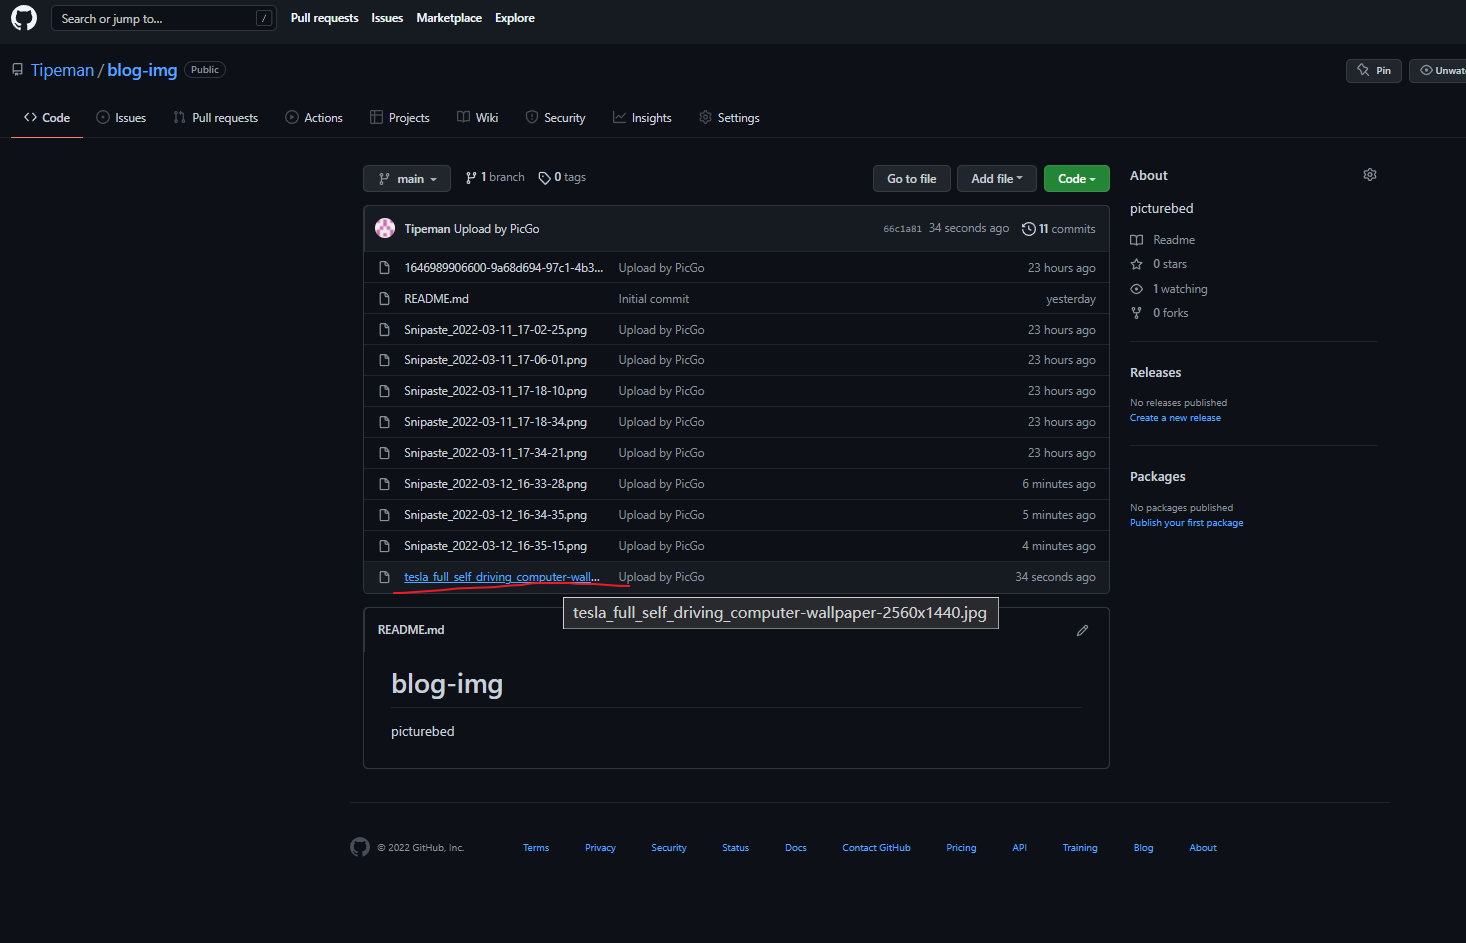 Search or jump to... /
Pull requests Issues Marketplace Explore
Tipeman / blog-img Public
Pin
Unwat
Code Issues Pull requests Actions Projects Wiki Security Insights Settings
main 1 branch 0 tags
Go to file Add file Code
Tipeman Upload by PicGo 66c1a81 34 seconds ago 11 commits
1646989906600-9a68d694-97c1-4b3... Upload by PicGo 23 hours ago
README.md Initial commit yesterday
Snipaste_2022-03-11_17-02-25.png Upload by PicGo 23 hours ago
Snipaste_2022-03-11_17-06-01.png Upload by PicGo 23 hours ago
Snipaste_2022-03-11_17-18-10.png Upload by PicGo 23 hours ago
Snipaste_2022-03-11_17-18-34.png Upload by PicGo 23 hours ago
Snipaste_2022-03-11_17-34-21.png Upload by PicGo 23 hours ago
Snipaste_2022-03-12_16-33-28.png Upload by PicGo 6 minutes ago
Snipaste_2022-03-12_16-34-35.png Upload by PicGo 5 minutes ago
Snipaste_2022-03-12_16-35-15.png Upload by PicGo 4 minutes ago
tesla_full_self_driving_computer-wall... Upload by PicGo 34 seconds ago
tesla_full_self_driving_computer-wallpaper-2560x1440.jpg
README.md
blog-img
picturebed
About
picturebed
Readme
0 stars
1 watching
0 forks
Releases
No releases published
Create a new release
Packages
No packages published
Publish your first package
© 2022 GitHub, Inc. Terms Privacy Security Status Docs Contact GitHub Pricing API Training Blog About